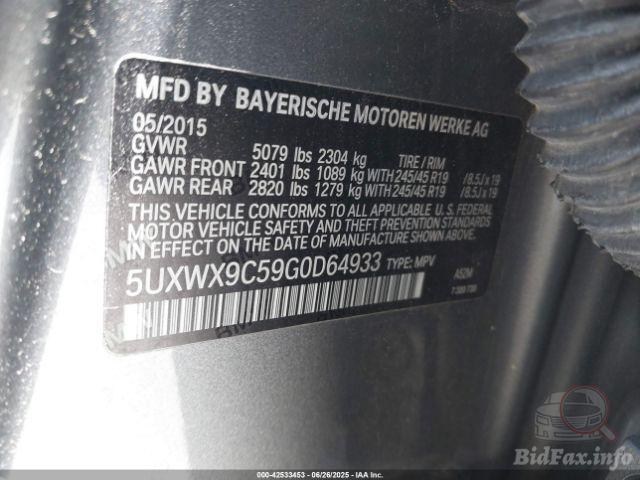 MFD BY BAYERISCHE MOTOREN WERKE AG
05/2015
GVWR 5079 lbs 2304 kg TIRE / RIM
GAWR FRONT 2401 lbs 1089 kg WITH 245/45 R19 /8.5J x 19
GAWR REAR 2820 lbs 1279 kg WITH 245/45 R19 /8.5J x 19
THIS VEHICLE CONFORMS TO ALL APPLICABLE U. S. FEDERAL
MOTOR VEHICLE SAFETY AND THEFT PREVENTION STANDARDS
IN EFFECT ON THE DATE OF MANUFACTURE SHOWN ABOVE.
5UXWX9C59G0D64933 TYPE: MPV
ASZM
BidFax.info
000-42533453 | 06/26/2025 - IAA Inc.